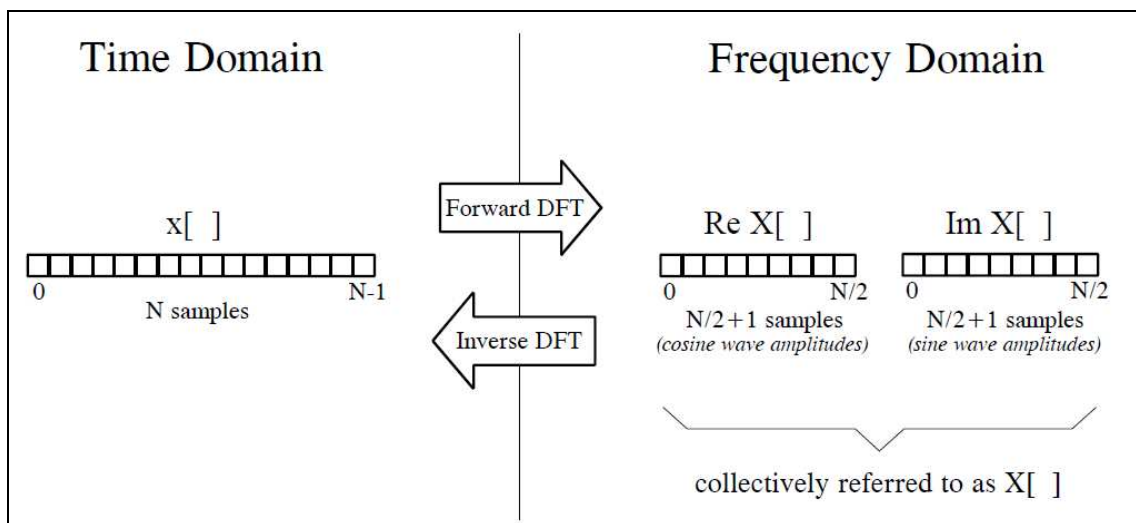 Time Domain
Frequency Domain
Forward DFT
x[ ]
Re X[ ]
Im X[ ]
0
N-1
N samples
0
N/2
0
N/2
Inverse DFT
N/2+1 samples
(cosine wave amplitudes)
N/2+1 samples
(sine wave amplitudes)
collectively referred to as X[ ]